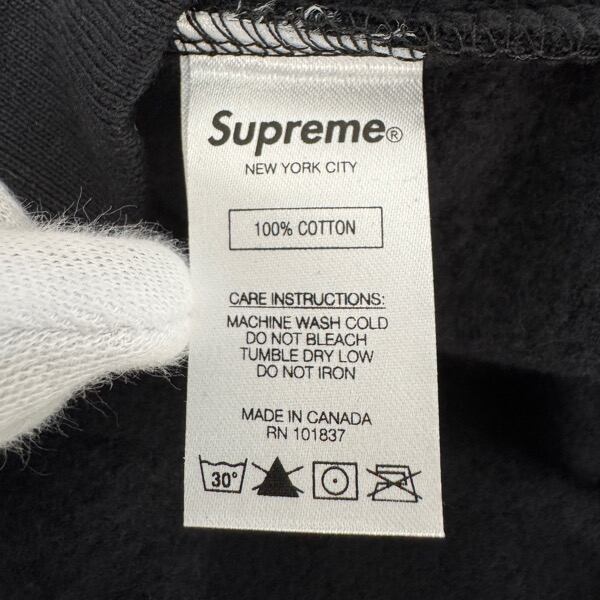 Supreme®
NEW YORK CITY
100% COTTON
CARE INSTRUCTIONS:
MACHINE WASH COLD
DO NOT BLEACH
TUMBLE DRY LOW
DO NOT IRON
MADE IN CANADA
RN 101837
30°